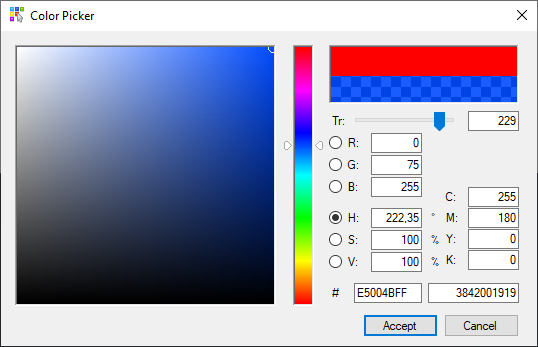 Color Picker
Tr: 229
R: 0
G: 75
B: 255
C: 255
H: 222,35 ° M: 180
S: 100 % Y: 0
V: 100 % K: 0
# E5004BFF 3842001919
Accept Cancel